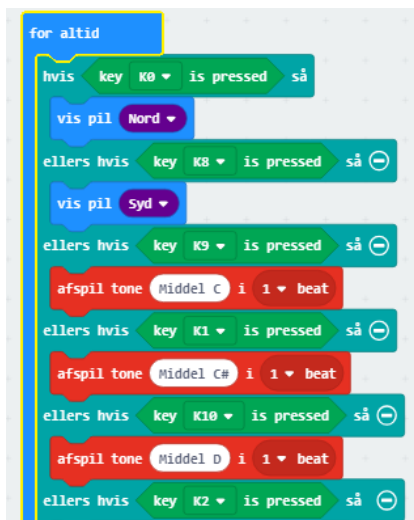 for altid
hvis key K0 is pressed så
vis pil Nord
ellers hvis key K8 is pressed så
vis pil Syd
ellers hvis key K9 is pressed så
afspil tone Middel C i 1 beat
ellers hvis key K1 is pressed så
afspil tone Middel C# i 1 beat
ellers hvis key K10 is pressed så
afspil tone Middel D i 1 beat
ellers hvis key K2 is pressed så